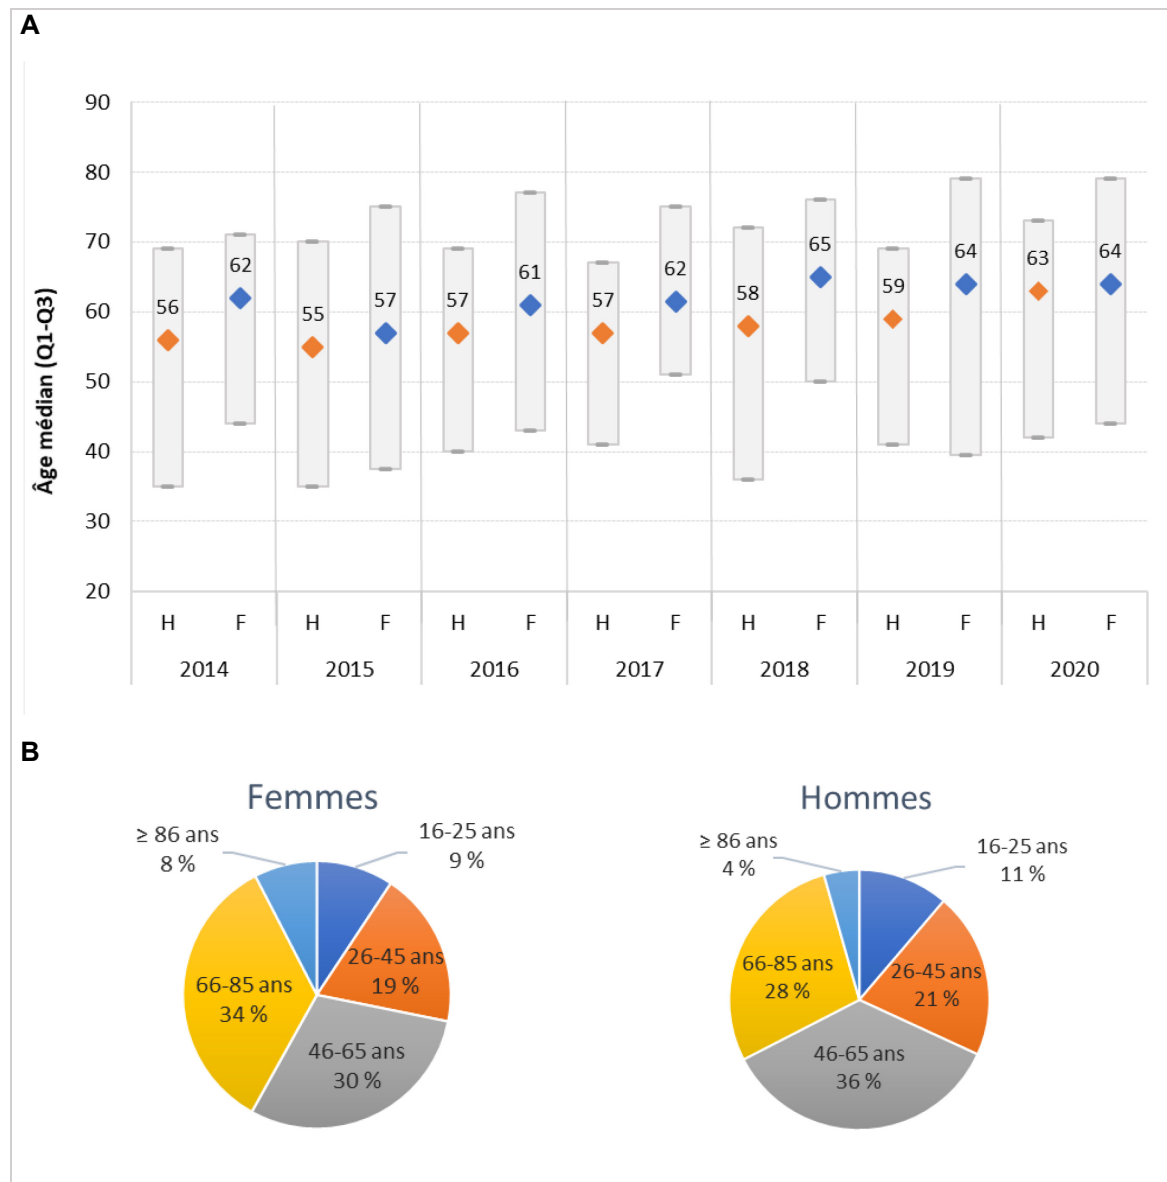 A
Âge médian (Q1-Q3)
90
80
70
60
50
40
30
20
56
62
55
57
57
61
57
62
58
65
59
64
63
64
H F H F H F H F H F H F H F
2014 2015 2016 2017 2018 2019 2020
B
Femmes
≥ 86 ans
8 %
16-25 ans
9 %
26-45 ans
19 %
66-85 ans
34 %
46-65 ans
30 %
Hommes
≥ 86 ans
4 %
16-25 ans
11 %
66-85 ans
28 %
26-45 ans
21 %
46-65 ans
36 %